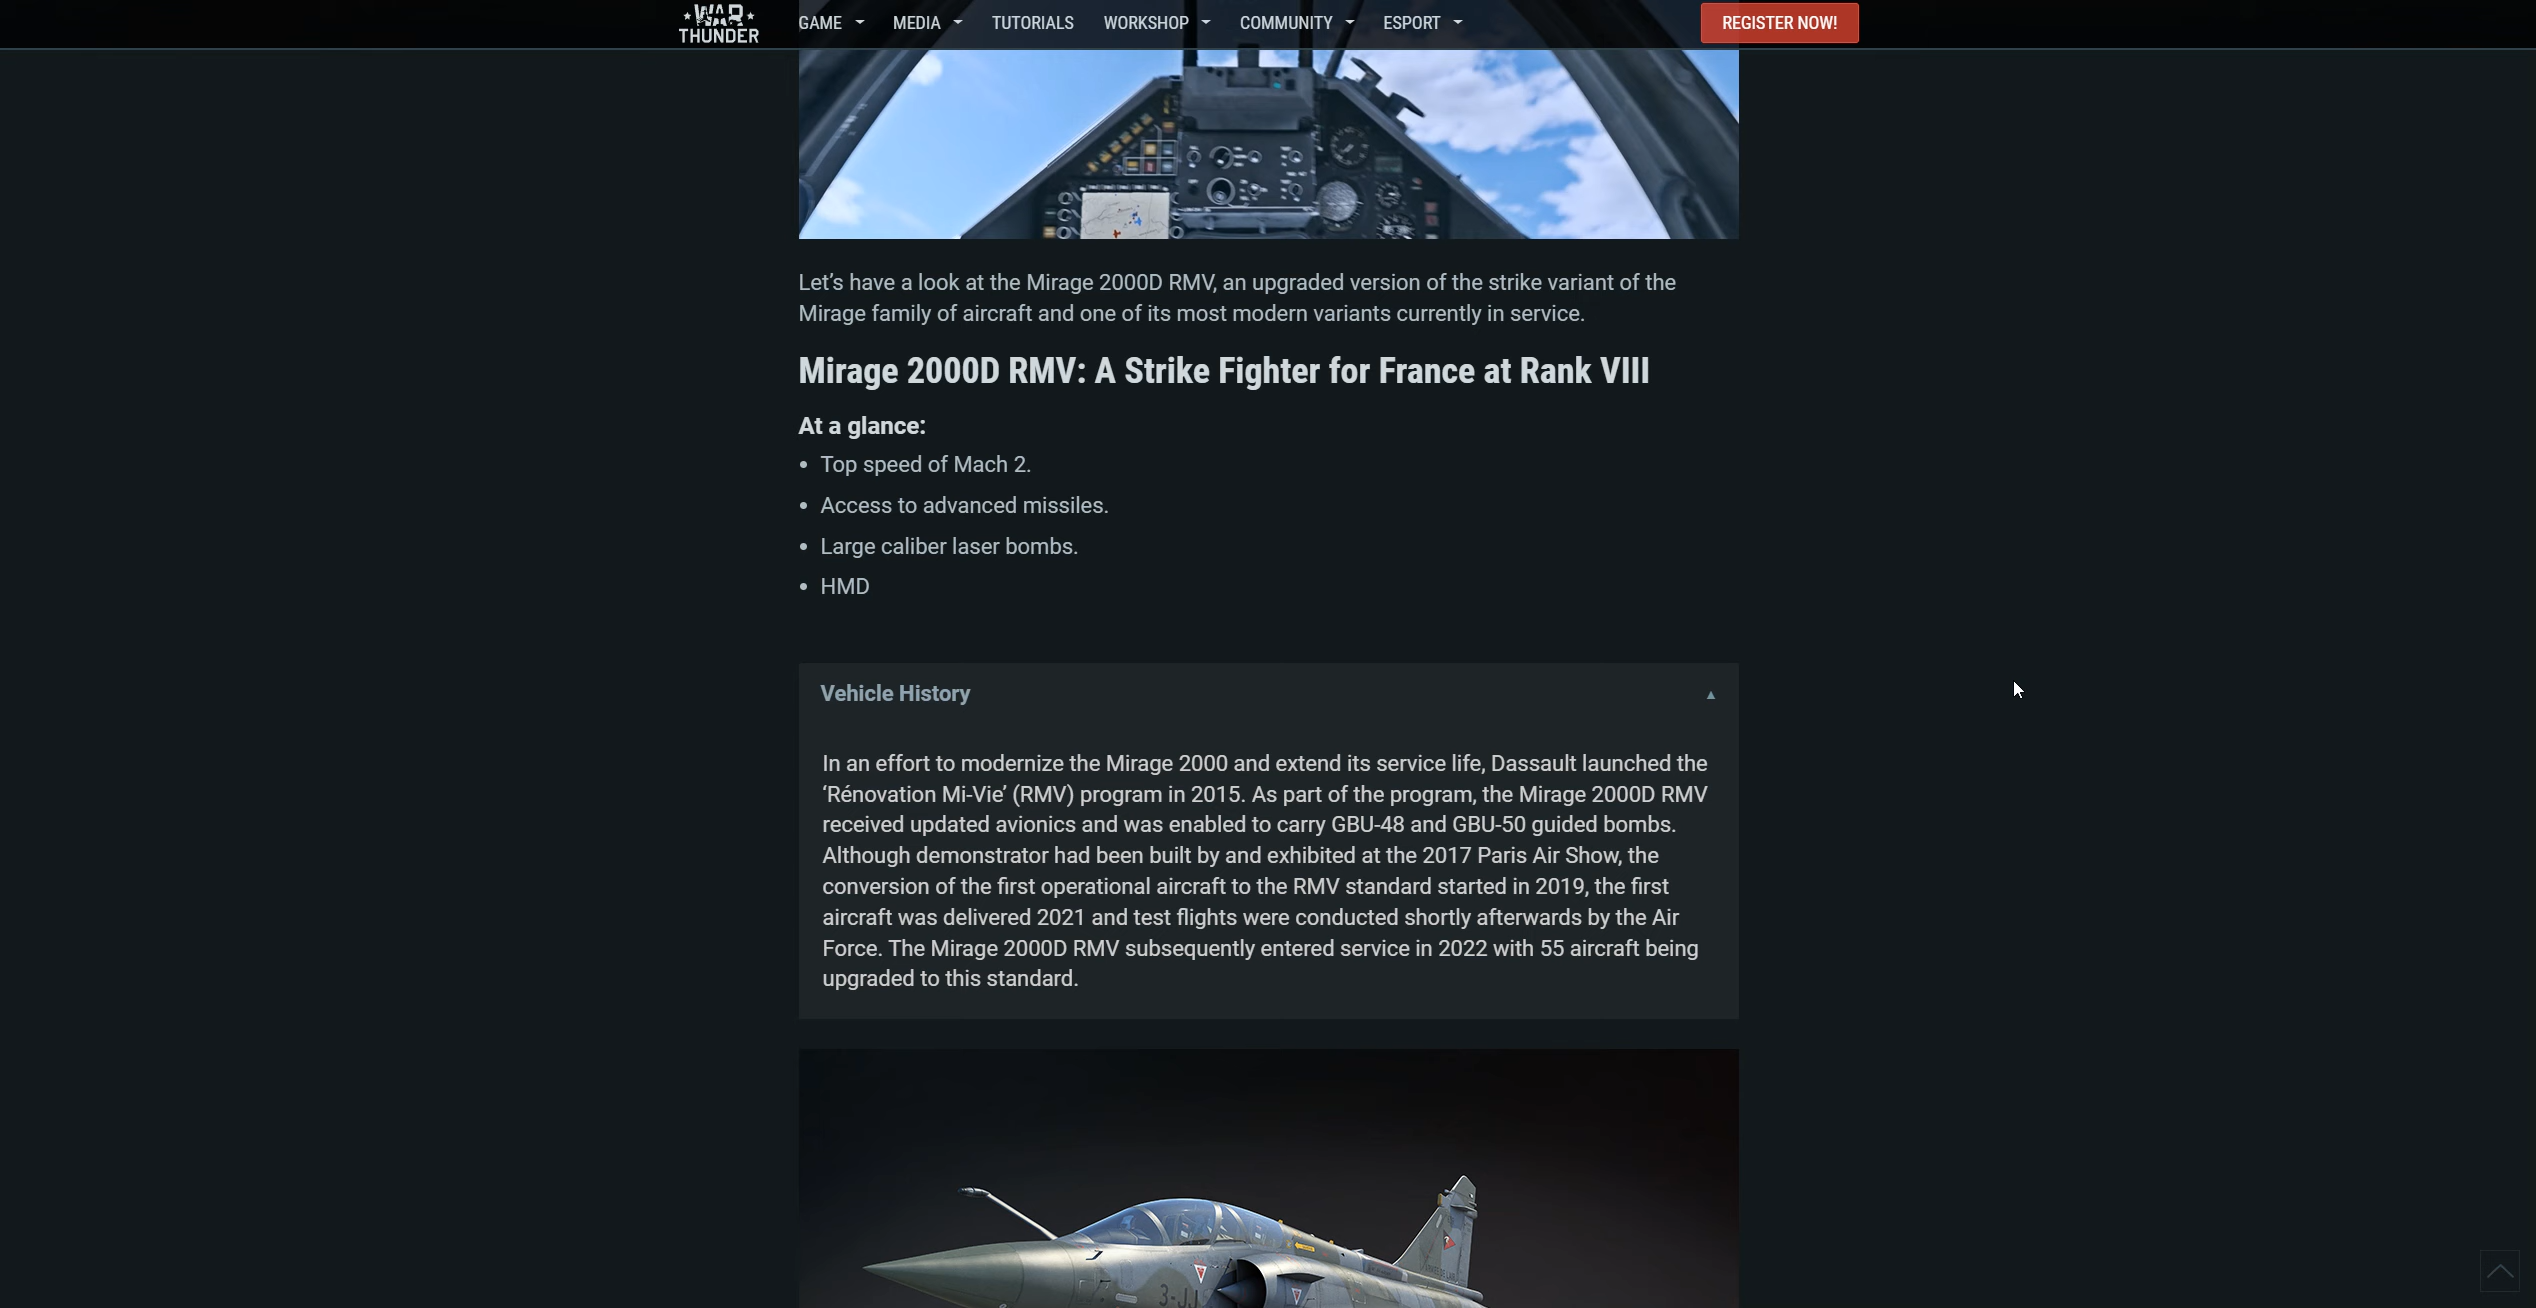 WAR
THUNDER
GAME
MEDIA
TUTORIALS
WORKSHOP
COMMUNITY
ESPORT
REGISTER NOW!
Let’s have a look at the Mirage 2000D RMV, an upgraded version of the strike variant of the
Mirage family of aircraft and one of its most modern variants currently in service.
Mirage 2000D RMV: A Strike Fighter for France at Rank VIII
At a glance:
• Top speed of Mach 2.
• Access to advanced missiles.
• Large caliber laser bombs.
• HMD
Vehicle History
In an effort to modernize the Mirage 2000 and extend its service life, Dassault launched the
‘Rénovation Mi-Vie’ (RMV) program in 2015. As part of the program, the Mirage 2000D RMV
received updated avionics and was enabled to carry GBU-48 and GBU-50 guided bombs.
Although demonstrator had been built by and exhibited at the 2017 Paris Air Show, the
conversion of the first operational aircraft to the RMV standard started in 2019, the first
aircraft was delivered 2021 and test flights were conducted shortly afterwards by the Air
Force. The Mirage 2000D RMV subsequently entered service in 2022 with 55 aircraft being
upgraded to this standard.